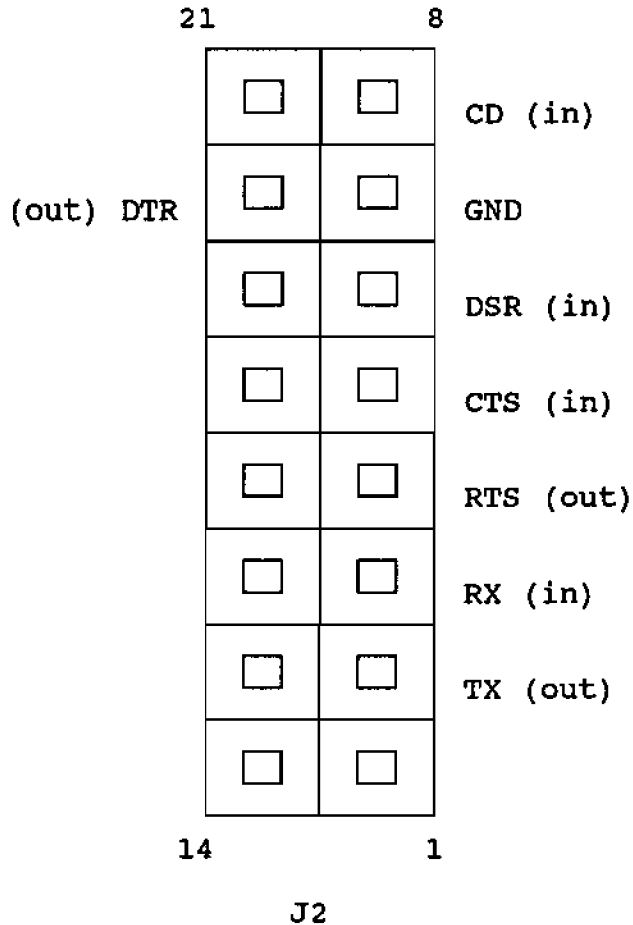 21 8
CD (in)
(out) DTR GND
DSR (in)
CTS (in)
RTS (out)
RX (in)
TX (out)
14 1
J2